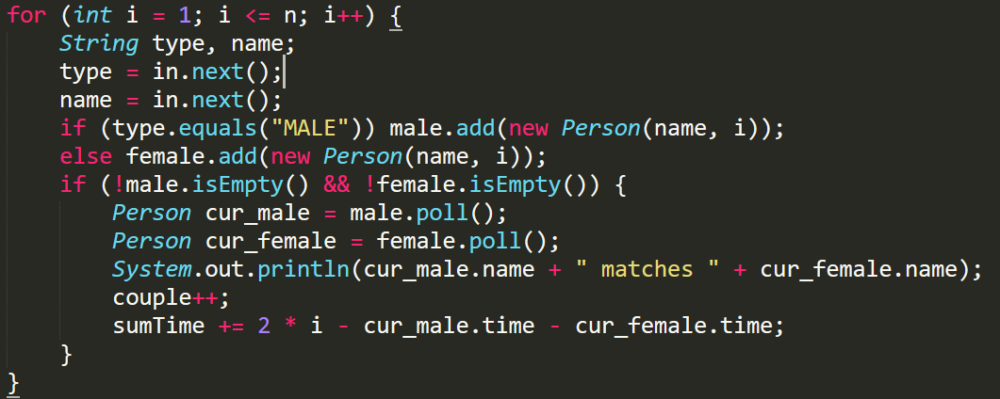 for (int i = 1; i <= n; i++) {
    String type, name;
    type = in.next();
    name = in.next();
    if (type.equals("MALE")) male.add(new Person(name, i));
    else female.add(new Person(name, i));
    if (!male.isEmpty() && !female.isEmpty()) {
        Person cur_male = male.poll();
        Person cur_female = female.poll();
        System.out.println(cur_male.name + " matches " + cur_female.name);
        couple++;
        sumTime += 2 * i - cur_male.time - cur_female.time;
    }
}